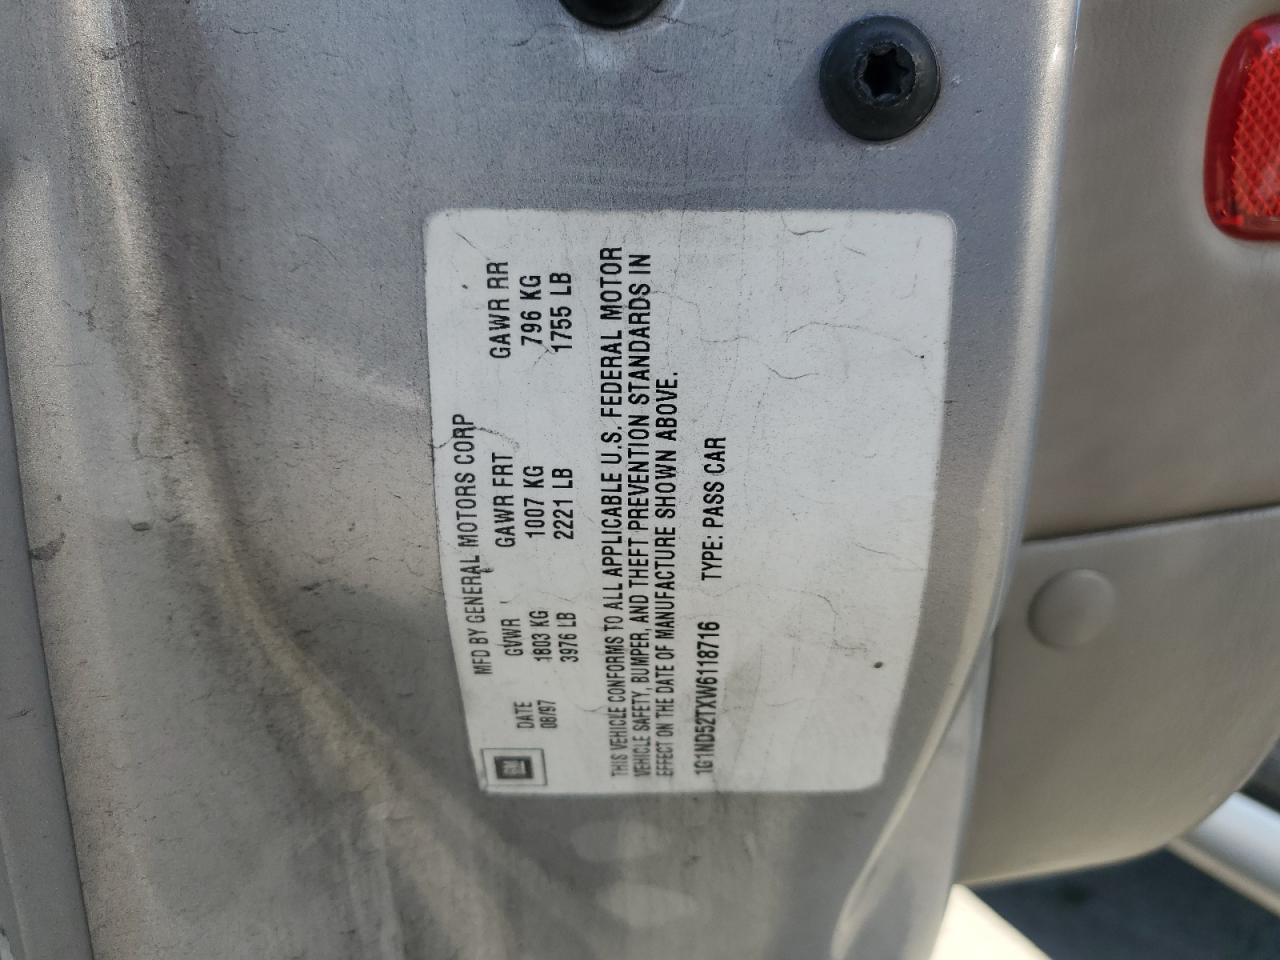 MFD BY GENERAL MOTORS CORP
DATE GVWR GAWR FRT GAWR RR
08/97 1803 KG 1007 KG 796 KG
3976 LB 2221 LB 1755 LB
GM
THIS VEHICLE CONFORMS TO ALL APPLICABLE U.S. FEDERAL MOTOR
VEHICLE SAFETY, BUMPER, AND THEFT PREVENTION STANDARDS IN
EFFECT ON THE DATE OF MANUFACTURE SHOWN ABOVE.
1G1ND52TXW6118716 TYPE: PASS CAR